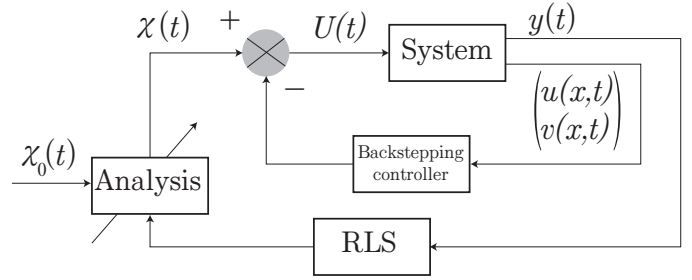 χ(t)
+
U(t)
System
y(t)
−
(u(x,t)
v(x,t))
χ₀(t)
Analysis
Backstepping
controller
RLS